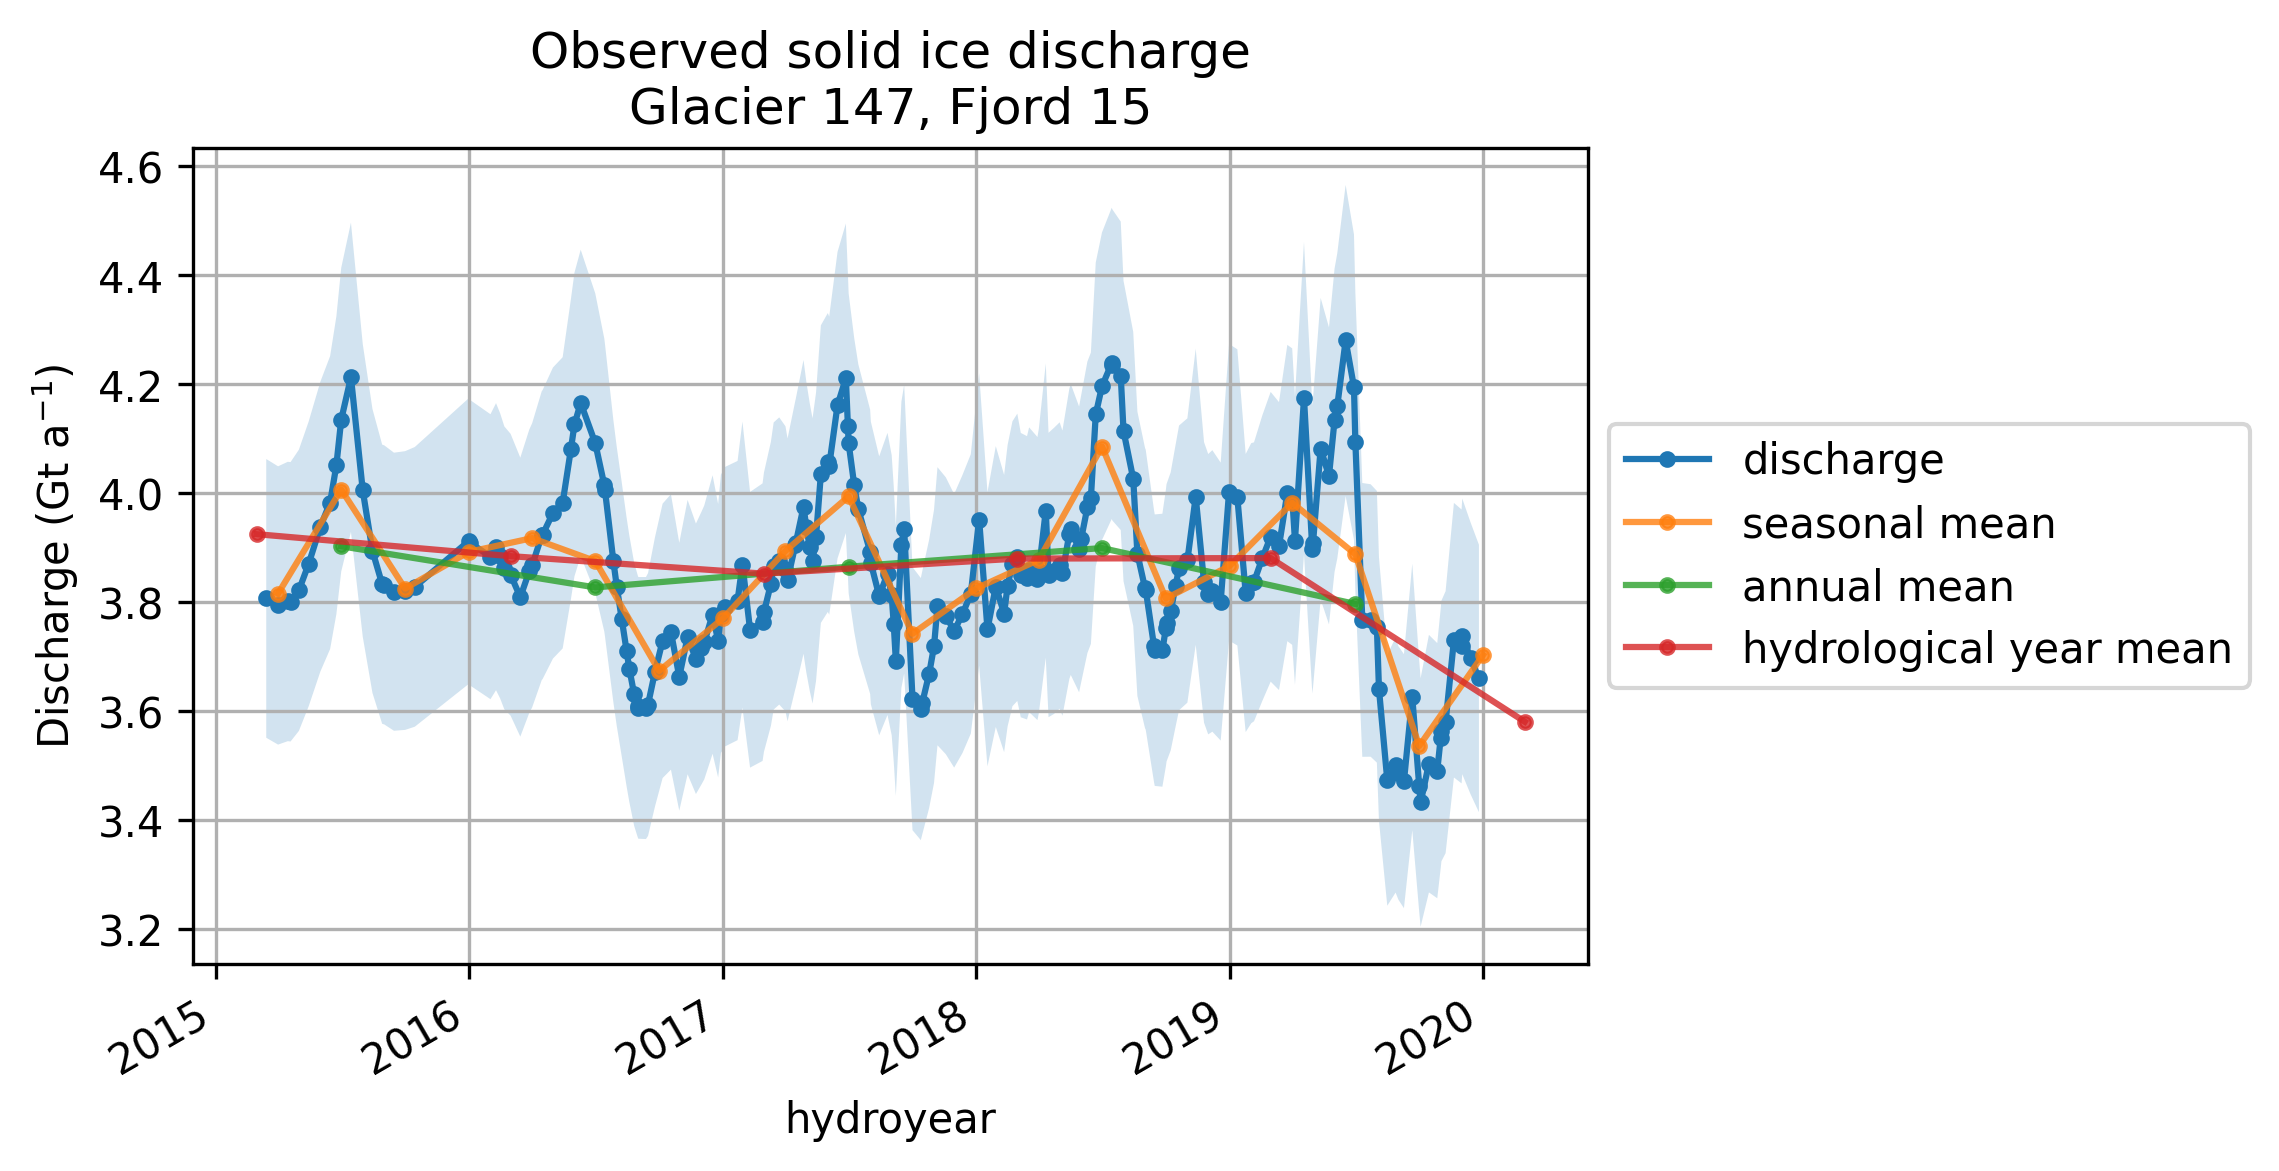 Observed solid ice discharge
Glacier 147, Fjord 15
Discharge (Gt a⁻¹)
4.6
4.4
4.2
4.0
3.8
3.6
3.4
3.2
2015
2016
2017
2018
2019
2020
hydroyear
discharge
seasonal mean
annual mean
hydrological year mean